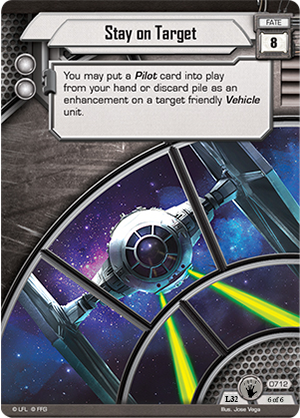 Stay on Target
FATE
8
You may put a Pilot card into play
from your hand or discard pile as an
enhancement on a target friendly Vehicle
unit.
0712
L32 6 of 6
© LFL © FFG Illus. Jose Vega